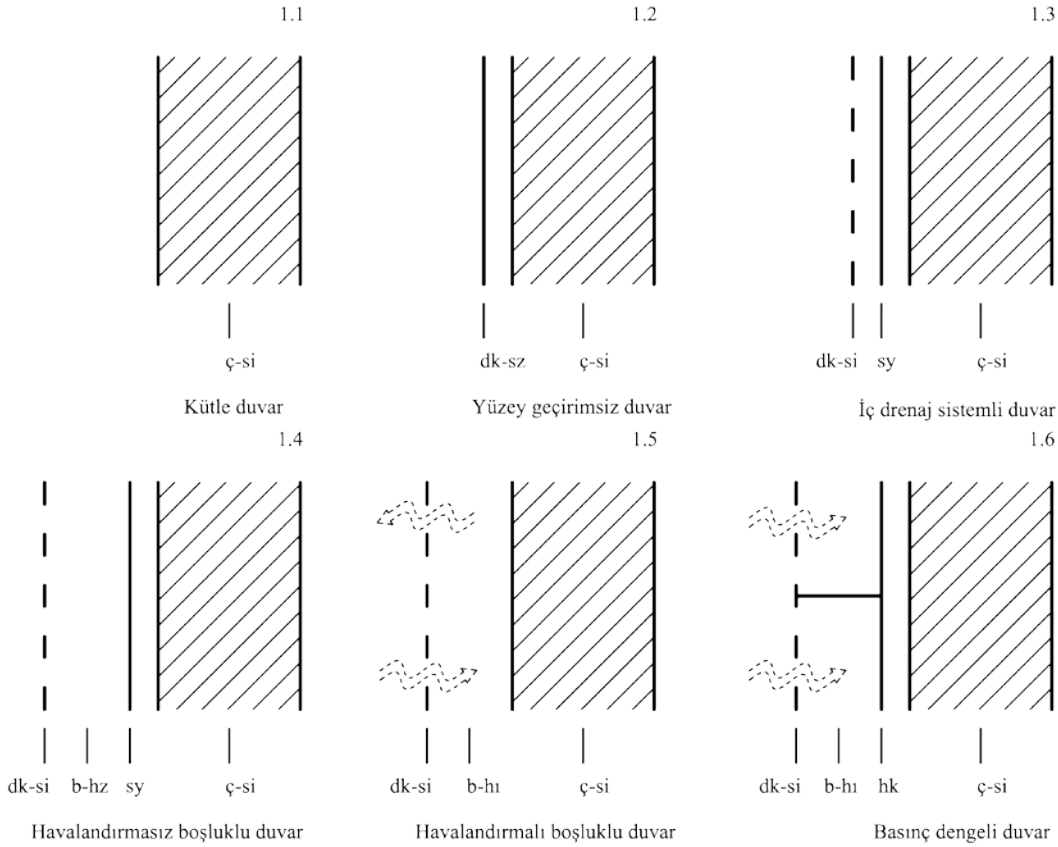 1.1
1.2
1.3
ç-si
dk-sz ç-si
dk-si sy ç-si
Kütle duvar
Yüzey geçirimsiz duvar
İç drenaj sistemli duvar
1.4
1.5
1.6
dk-si b-hz sy ç-si
dk-si b-hı ç-si
dk-si b-hı hk ç-si
Havalandırmasız boşluklu duvar
Havalandırmalı boşluklu duvar
Basınç dengeli duvar